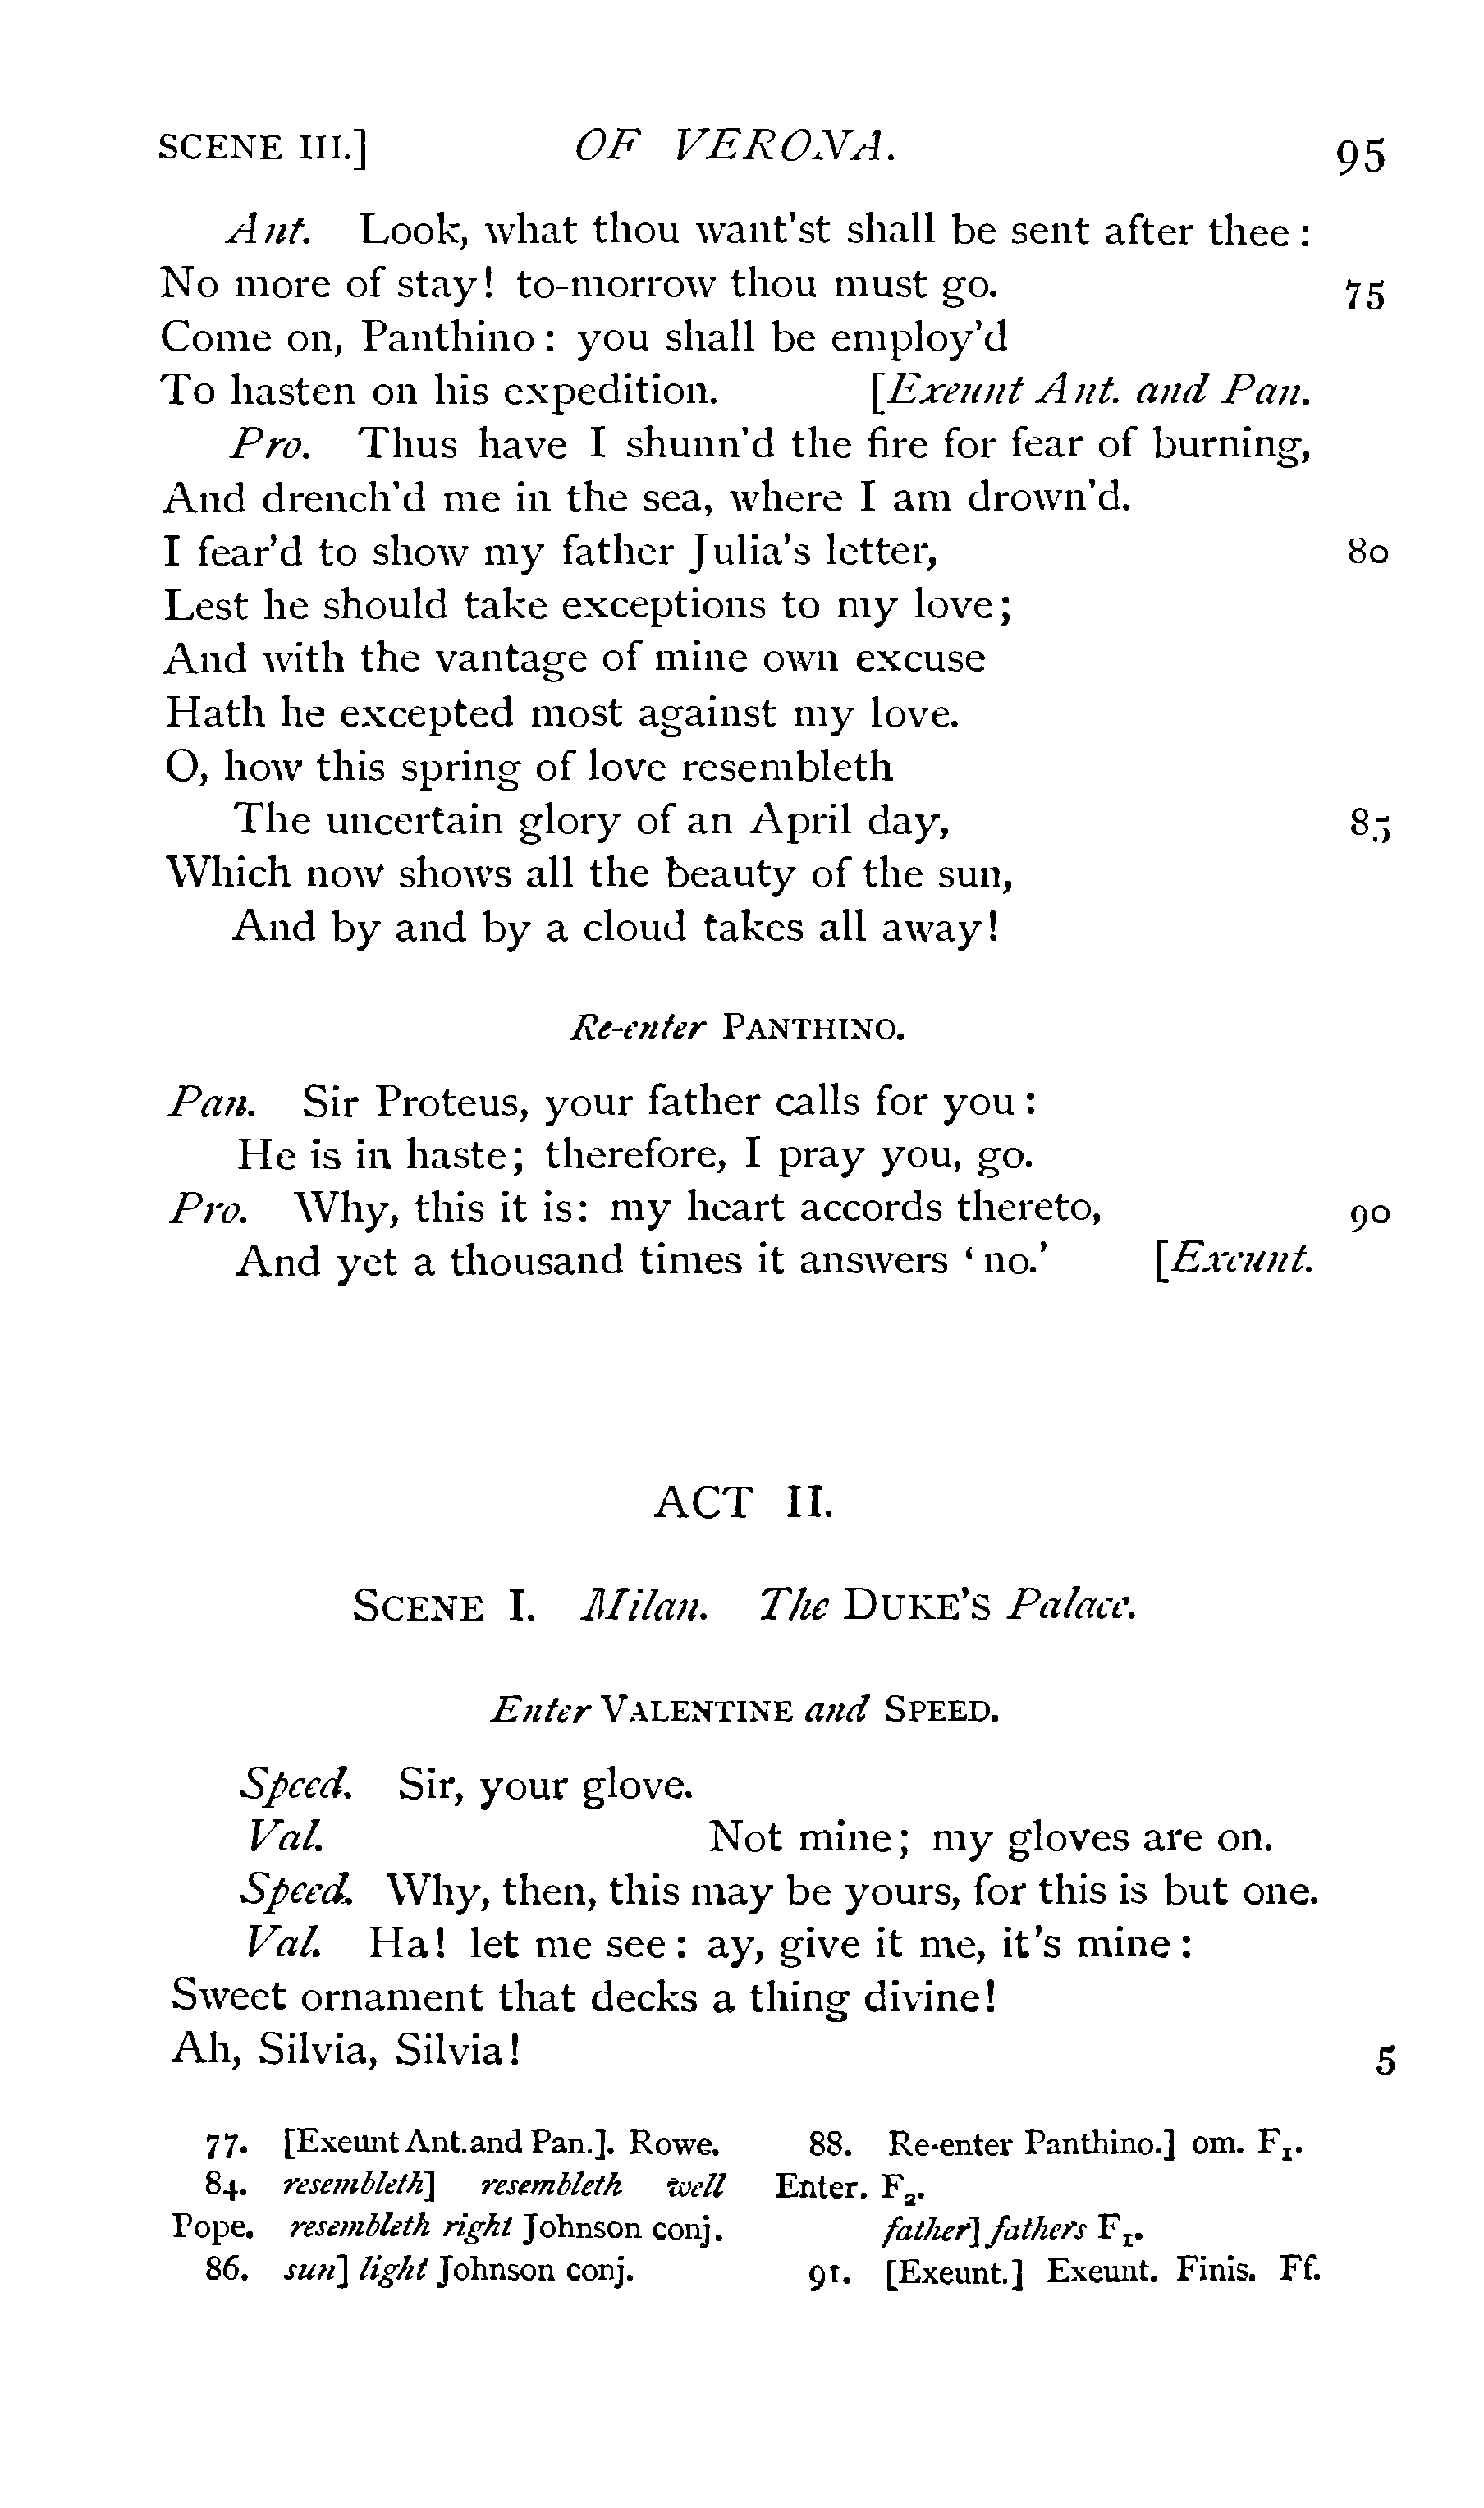 SCENE III.] OF VERONA. 95
Ant. Look, what thou want'st shall be sent after thee :
No more of stay! to-morrow thou must go. 75
Come on, Panthino : you shall be employ'd
To hasten on his expedition. [Exeunt Ant. and Pan.
Pro. Thus have I shunn'd the fire for fear of burning,
And drench'd me in the sea, where I am drown'd.
I fear'd to show my father Julia's letter, 80
Lest he should take exceptions to my love;
And with the vantage of mine own excuse
Hath he excepted most against my love.
O, how this spring of love resembleth
The uncertain glory of an April day, 85
Which now shows all the beauty of the sun,
And by and by a cloud takes all away!
Re-enter PANTHINO.
Pan. Sir Proteus, your father calls for you :
He is in haste; therefore, I pray you, go.
Pro. Why, this it is: my heart accords thereto, 90
And yet a thousand times it answers ‘ no.’ [Exeunt.
ACT II.
SCENE I. Milan. The DUKE'S Palace.
Enter VALENTINE and SPEED.
Speed. Sir, your glove.
Val. Not mine; my gloves are on.
Speed. Why, then, this may be yours, for this is but one.
Val. Ha! let me see : ay, give it me, it's mine :
Sweet ornament that decks a thing divine!
Ah, Silvia, Silvia! 5
77. [Exeunt Ant. and Pan.]. Rowe.
84. resembleth] resembleth well
Pope. resembleth right Johnson conj.
86. sun] light Johnson conj.
88. Re-enter Panthino.] om. F1.
Enter. F2.
father] fathers F1.
91. [Exeunt.] Exeunt. Finis. Ff.